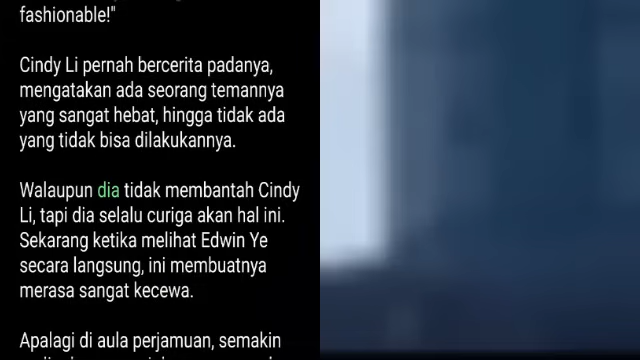 fashionable!"
Cindy Li pernah bercerita padanya,
mengatakan ada seorang temannya
yang sangat hebat, hingga tidak ada
yang tidak bisa dilakukannya.
Walaupun dia tidak membantah Cindy
Li, tapi dia selalu curiga akan hal ini.
Sekarang ketika melihat Edwin Ye
secara langsung, ini membuatnya
merasa sangat kecewa.
Apalagi di aula perjamuan, semakin